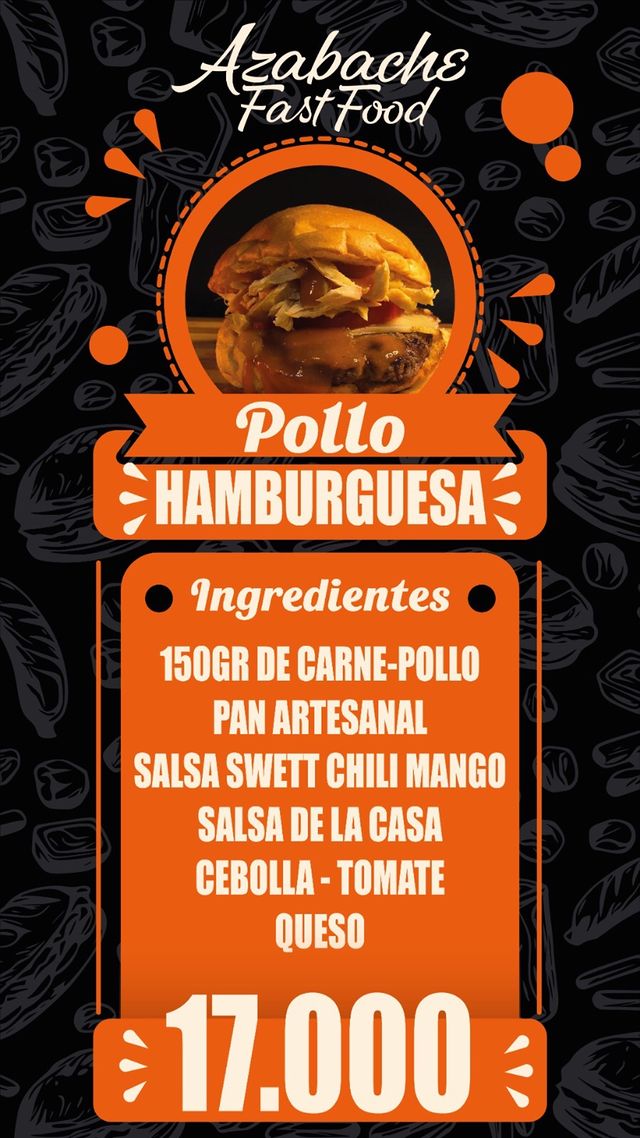 Azabache
Fast Food
Pollo
HAMBURGUESA
Ingredientes
150GR DE CARNE-POLLO
PAN ARTESANAL
SALSA SWETT CHILI MANGO
SALSA DE LA CASA
CEBOLLA - TOMATE
QUESO
17.000